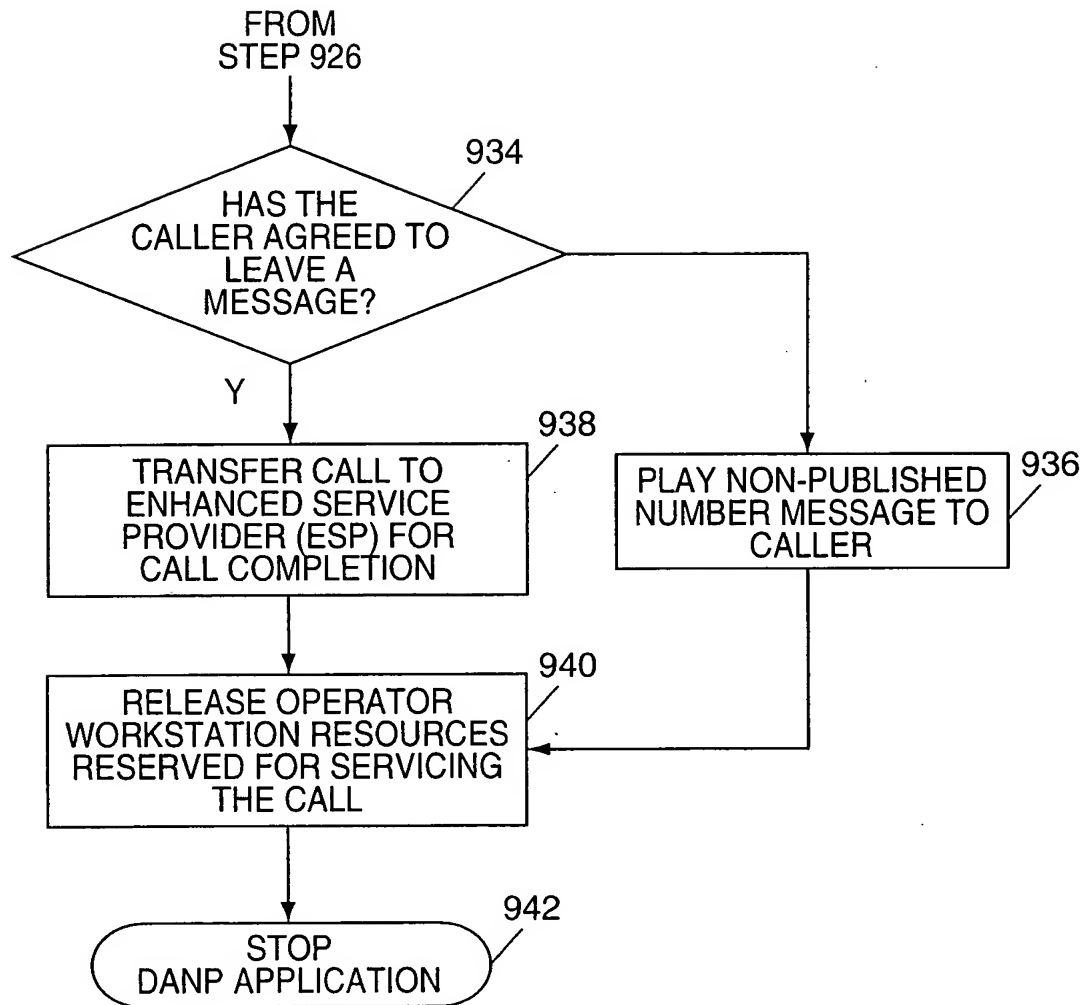 FROM
STEP 926
934
HAS THE
CALLER AGREED TO
LEAVE A
MESSAGE?
Y
938
TRANSFER CALL TO
ENHANCED SERVICE
PROVIDER (ESP) FOR
CALL COMPLETION
936
PLAY NON-PUBLISHED
NUMBER MESSAGE TO
CALLER
940
RELEASE OPERATOR
WORKSTATION RESOURCES
RESERVED FOR SERVICING
THE CALL
942
STOP
DANP APPLICATION